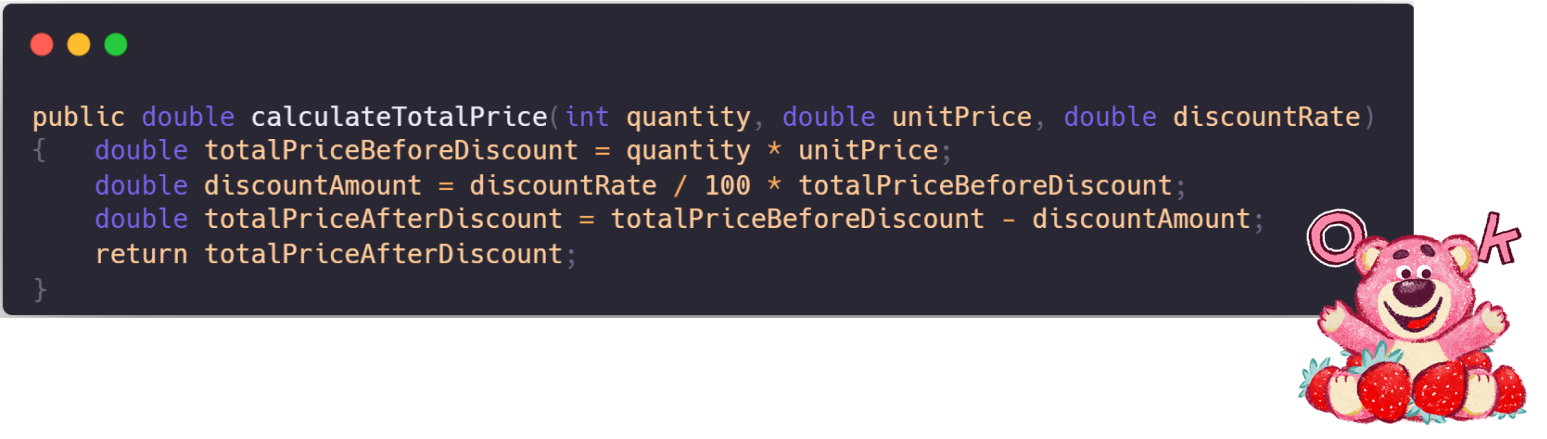 public double calculateTotalPrice(int quantity, double unitPrice, double discountRate)
{   double totalPriceBeforeDiscount = quantity * unitPrice;
    double discountAmount = discountRate / 100 * totalPriceBeforeDiscount;
    double totalPriceAfterDiscount = totalPriceBeforeDiscount - discountAmount;
    return totalPriceAfterDiscount;
}
Ok